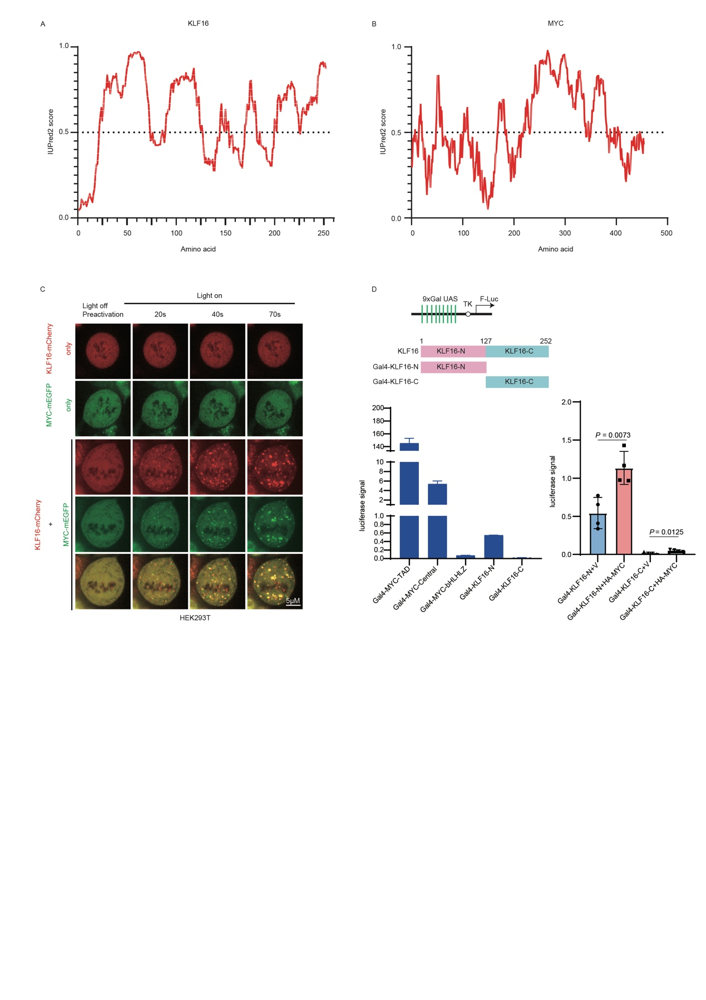 A
KLF16
1.0
0.5
0.0
IUPred2 score
0
50
100
150
200
250
Amino acid
B
MYC
1.0
0.5
0.0
IUPred2 score
0
100
200
300
400
500
Amino acid
C
Light on
Light off
Preactivation
20s
40s
70s
KLF16-mCherry
only
MYC-mEGFP
only
KLF16-mCherry
+
MYC-mEGFP
5μM
HEK293T
D
9xGal UAS
TK
F-Luc
1
127
252
KLF16
KLF16-N
KLF16-C
Gal4-KLF16-N
KLF16-N
Gal4-KLF16-C
KLF16-C
200
180
160
140
10
8
6
4
2
1.0
0.8
0.6
0.4
0.2
0.0
luciferase signal
Gal4-MYC-TAD
Gal4-MYC-Central
Gal4-MYC-bHLHLZ
Gal4-KLF16-N
Gal4-KLF16-C
2.0
1.5
1.0
0.5
0.0
luciferase signal
P = 0.0073
P = 0.0125
Gal4-KLF16-N+V
Gal4-KLF16-N+HA-MYC
Gal4-KLF16-C+V
Gal4-KLF16-C+HA-MYC